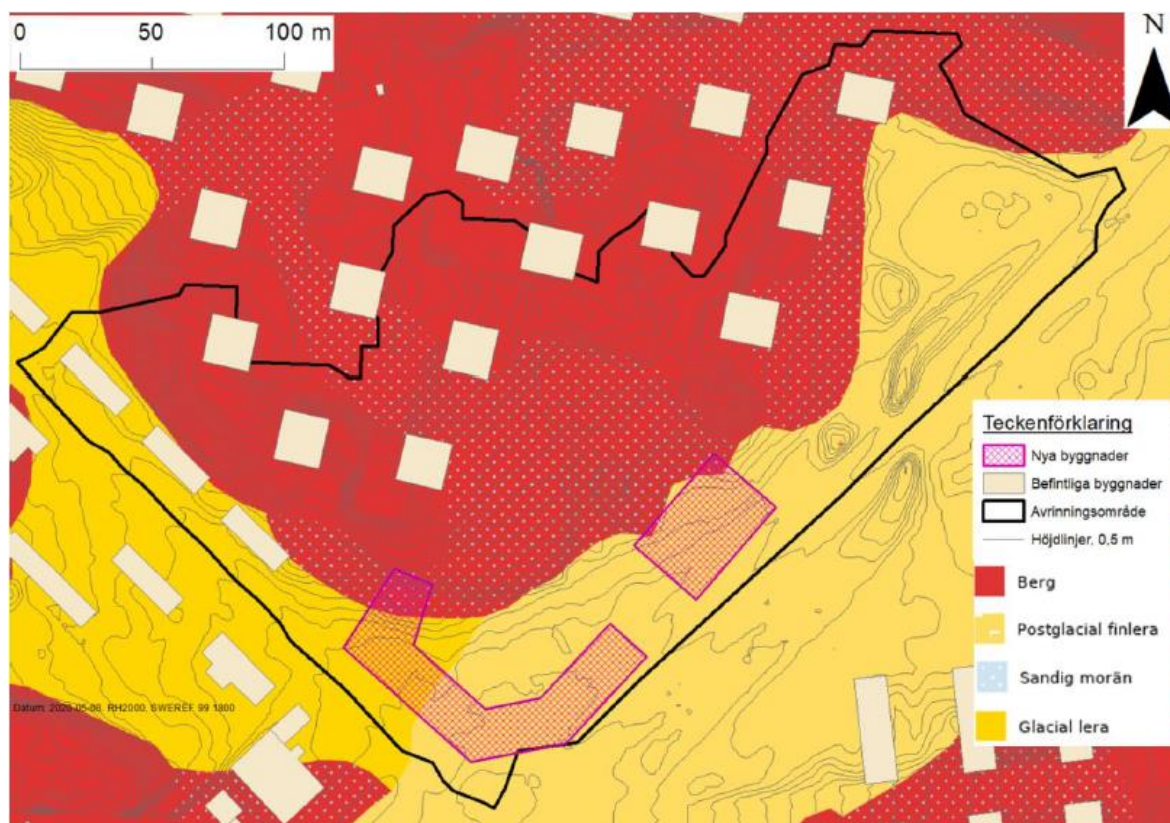 0 50 100 m
N
Teckenförklaring
Nya byggnader
Befintliga byggnader
Avrinningsområde
Höjdlinjer, 0,5 m
Berg
Postglacial finlera
Sandig morän
Glacial lera
Datum: 2020-05-06, RH2000, SWEREF 99 1800